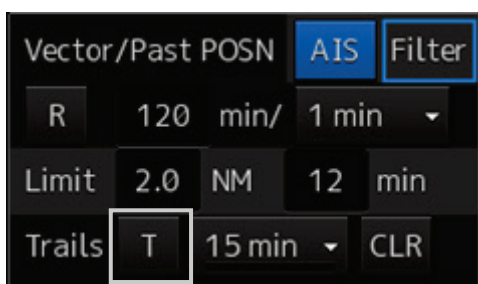 Vector/Past POSN AIS Filter
R 120 min/ 1 min
Limit 2.0 NM 12 min
Trails T 15 min CLR